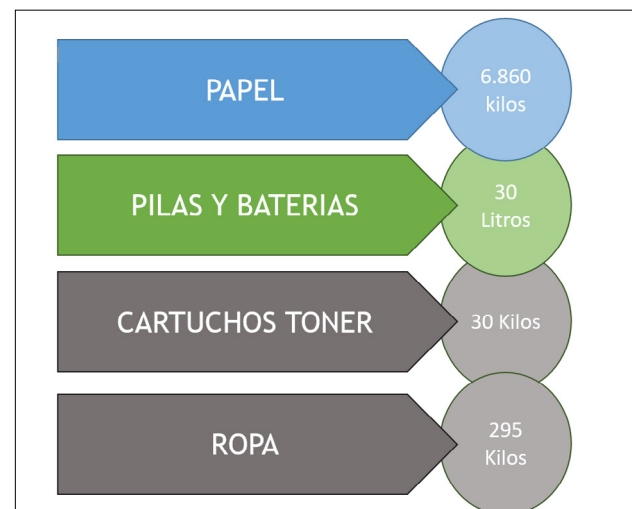 PAPEL
6.860
kilos
PILAS Y BATERIAS
30
Litros
CARTUCHOS TONER
30 Kilos
ROPA
295
Kilos